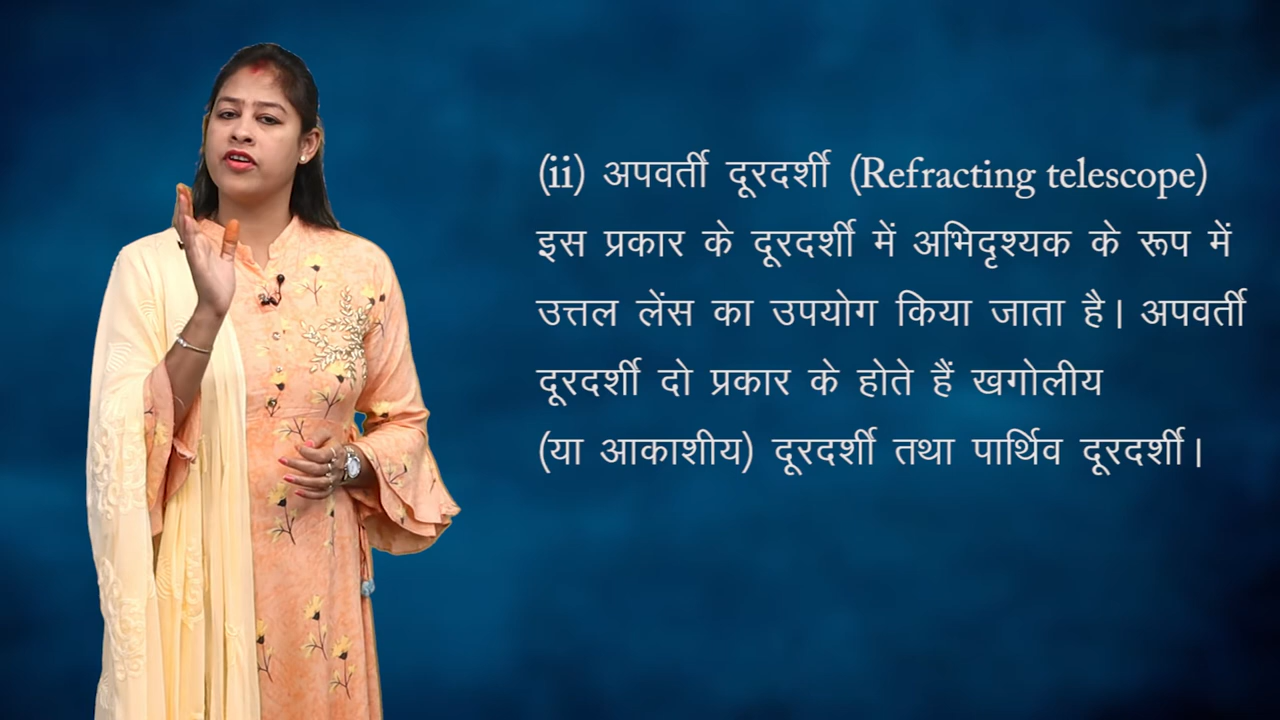 (ii) अपवर्ती दूरदर्शी (Refracting telescope)
इस प्रकार के दूरदर्शी में अभिदृश्यक के रूप में
उत्तल लेंस का उपयोग किया जाता है। अपवर्ती
दूरदर्शी दो प्रकार के होते हैं खगोलीय
(या आकाशीय) दूरदर्शी तथा पार्थिव दूरदर्शी।